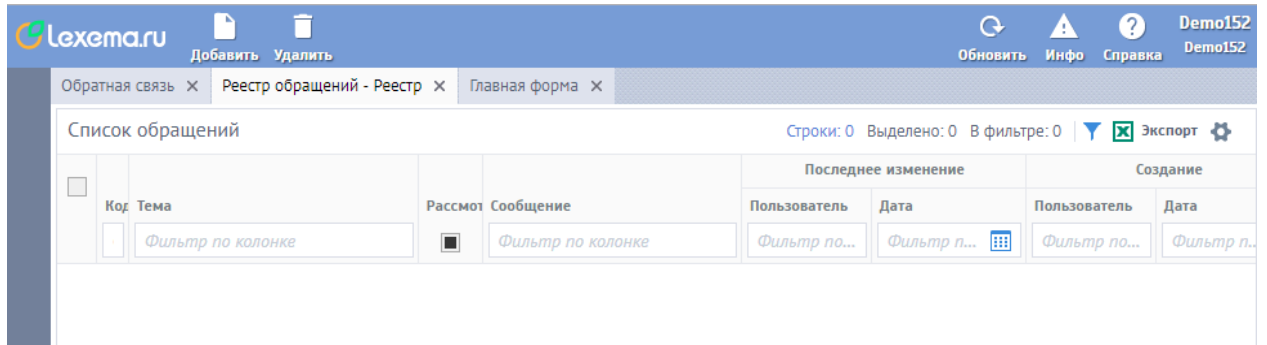 Lexema.ru
Добавить Удалить Обновить Инфо Справка
Demo152
Demo152
Обратная связь Реестр обращений - Реестр Главная форма
Список обращений Строки: 0 Выделено: 0 В фильтре: 0 Экспорт
Последнее изменение Создание
Код Тема Рассмот Сообщение Пользователь Дата Пользователь Дата
Фильтр по колонке Фильтр по колонке Фильтр по... Фильтр п... Фильтр по... Фильтр п...